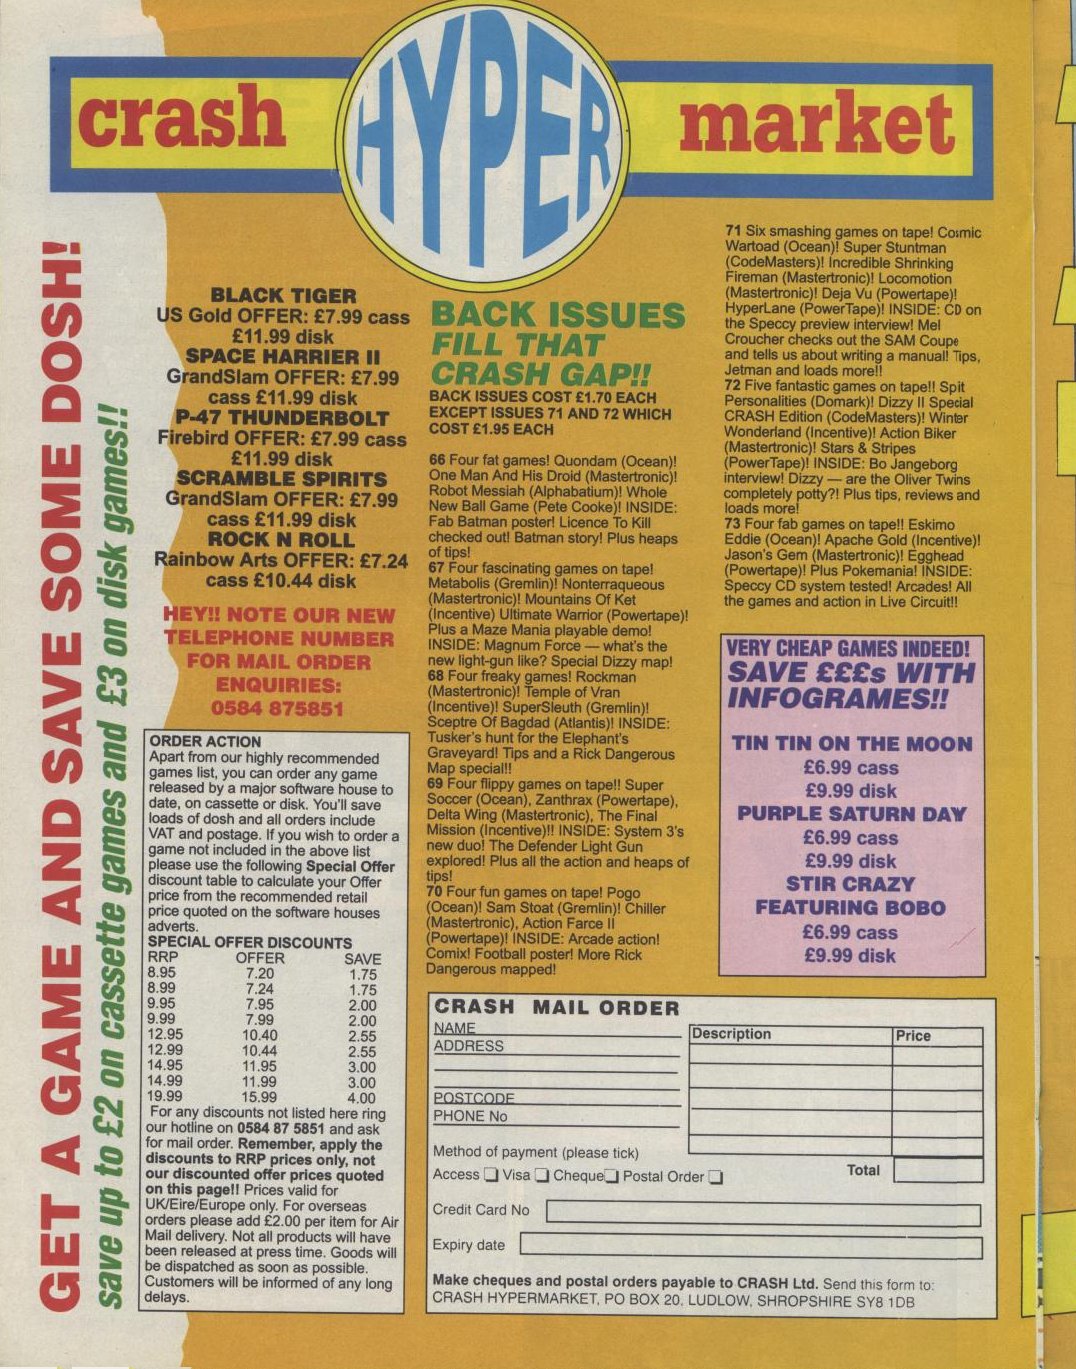 crash HYPER market
GET A GAME AND SAVE SOME DOSH!
save up to £2 on cassette games and £3 on disk games!!
BLACK TIGER
US Gold OFFER: £7.99 cass
£11.99 disk
SPACE HARRIER II
GrandSlam OFFER: £7.99
cass £11.99 disk
P-47 THUNDERBOLT
Firebird OFFER: £7.99 cass
£11.99 disk
SCRAMBLE SPIRITS
GrandSlam OFFER: £7.99
cass £11.99 disk
ROCK N ROLL
Rainbow Arts OFFER: £7.24
cass £10.44 disk
HEY!! NOTE OUR NEW
TELEPHONE NUMBER
FOR MAIL ORDER
ENQUIRIES:
0584 875851
ORDER ACTION
Apart from our highly recommended
games list, you can order any game
released by a major software house to
date, on cassette or disk. You'll save
loads of dosh and all orders include
VAT and postage. If you wish to order a
game not included in the above list
please use the following Special Offer
discount table to calculate your Offer
price from the recommended retail
price quoted on the software houses
adverts.
SPECIAL OFFER DISCOUNTS
RRP OFFER SAVE
8.95 7.20 1.75
8.99 7.24 1.75
9.95 7.95 2.00
9.99 7.99 2.00
12.95 10.40 2.55
12.99 10.44 2.55
14.95 11.95 3.00
14.99 11.99 3.00
19.99 15.99 4.00
For any discounts not listed here ring
our hotline on 0584 87 5851 and ask
for mail order. Remember, apply the
discounts to RRP prices only, not
our discounted offer prices quoted
on this page!! Prices valid for
UK/Eire/Europe only. For overseas
orders please add £2.00 per item for Air
Mail delivery. Not all products will have
been released at press time. Goods will
be dispatched as soon as possible.
Customers will be informed of any long
delays.
BACK ISSUES
FILL THAT
CRASH GAP!!
BACK ISSUES COST £1.70 EACH
EXCEPT ISSUES 71 AND 72 WHICH
COST £1.95 EACH
66 Four fat games! Quondam (Ocean)!
One Man And His Droid (Mastertronic)!
Robot Messiah (Alphabatium)! Whole
New Ball Game (Pete Cooke)! INSIDE:
Fab Batman poster! Licence To Kill
checked out! Batman story! Plus heaps
of tips!
67 Four fascinating games on tape!
Metabolis (Gremlin)! Nonterraqueous
(Mastertronic)! Mountains Of Ket
(Incentive) Ultimate Warrior (Powertape)!
Plus a Maze Mania playable demo!
INSIDE: Magnum Force — what's the
new light-gun like? Special Dizzy map!
68 Four freaky games! Rockman
(Mastertronic)! Temple of Vran
(Incentive)! SuperSleuth (Gremlin)!
Sceptre Of Bagdad (Atlantis)! INSIDE:
Tusker's hunt for the Elephant's
Graveyard! Tips and a Rick Dangerous
Map special!!
69 Four flippy games on tape!! Super
Soccer (Ocean), Zanthrax (Powertape),
Delta Wing (Mastertronic), The Final
Mission (Incentive)!! INSIDE: System 3's
new duo! The Defender Light Gun
explored! Plus all the action and heaps of
tips!
70 Four fun games on tape! Pogo
(Ocean)! Sam Stoat (Gremlin)! Chiller
(Mastertronic), Action Farce II
(Powertape)! INSIDE: Arcade action!
Comix! Football poster! More Rick
Dangerous mapped!
71 Six smashing games on tape! Cosmic
Wartoad (Ocean)! Super Stuntman
(CodeMasters)! Incredible Shrinking
Fireman (Mastertronic)! Locomotion
(Mastertronic)! Deja Vu (Powertape)!
HyperLane (PowerTape)! INSIDE: CD on
the Speccy preview interview! Mel
Croucher checks out the SAM Coupe
and tells us about writing a manual! Tips,
Jetman and loads more!!
72 Five fantastic games on tape!! Spit
Personalities (Domark)! Dizzy II Special
CRASH Edition (CodeMasters)! Winter
Wonderland (Incentive)! Action Biker
(Mastertronic)! Stars & Stripes
(PowerTape)! INSIDE: Bo Jangeborg
interview! Dizzy — are the Oliver Twins
completely potty?! Plus tips, reviews and
loads more!
73 Four fab games on tape!! Eskimo
Eddie (Ocean)! Apache Gold (Incentive)!
Jason's Gem (Mastertronic)! Egghead
(Powertape)! Plus Pokemania! INSIDE:
Speccy CD system tested! Arcades! All
the games and action in Live Circuit!!
VERY CHEAP GAMES INDEED!
SAVE £££s WITH
INFOGRAMES!!
TIN TIN ON THE MOON
£6.99 cass
£9.99 disk
PURPLE SATURN DAY
£6.99 cass
£9.99 disk
STIR CRAZY
FEATURING BOBO
£6.99 cass
£9.99 disk
CRASH MAIL ORDER
NAME
ADDRESS
POSTCODE
PHONE No
Description Price
Method of payment (please tick)
Access Visa Cheque Postal Order
Total
Credit Card No
Expiry date
Make cheques and postal orders payable to CRASH Ltd. Send this form to:
CRASH HYPERMARKET, PO BOX 20, LUDLOW, SHROPSHIRE SY8 1DB